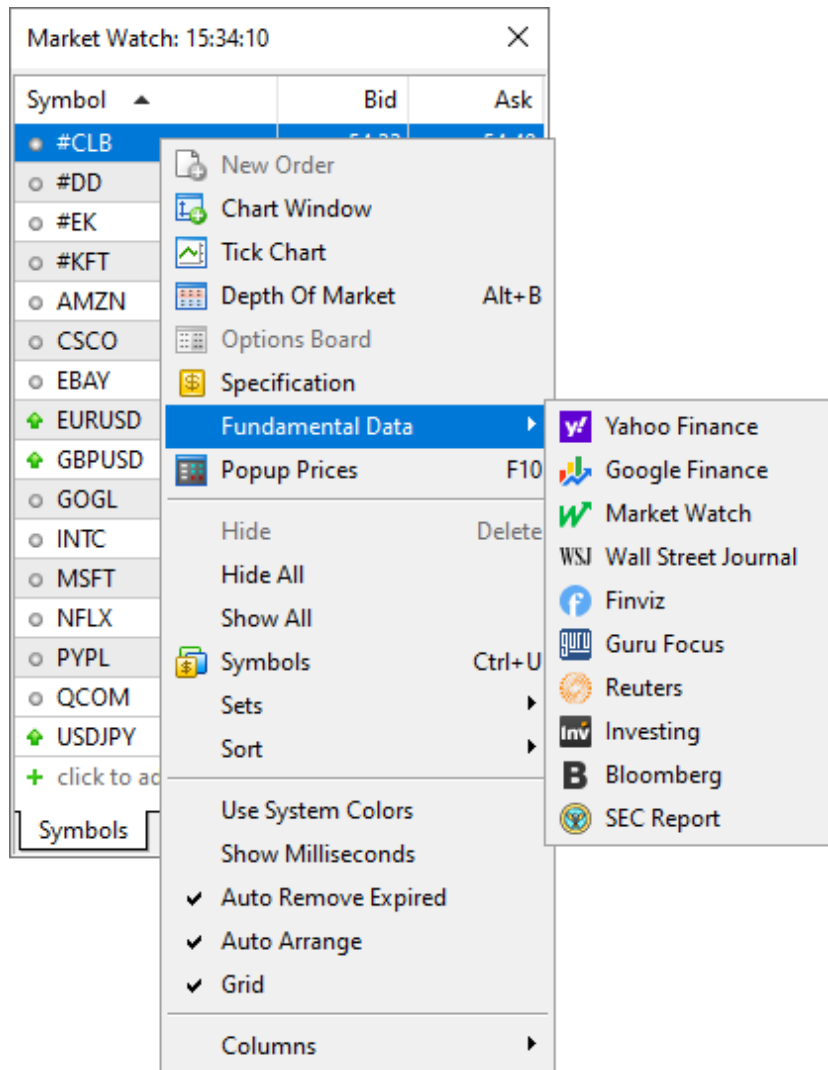 Market Watch: 15:34:10
Symbol Bid Ask
#CLB
#DD
#EK
#KFT
AMZN
CSCO
EBAY
EURUSD
GBPUSD
GOGL
INTC
MSFT
NFLX
PYPL
QCOM
USDJPY
click to
Symbols
New Order
Chart Window
Tick Chart
Depth Of Market Alt+B
Options Board
Specification
Fundamental Data
Popup Prices F10
Hide Delete
Hide All
Show All
Symbols Ctrl+U
Sets
Sort
Use System Colors
Show Milliseconds
Auto Remove Expired
Auto Arrange
Grid
Columns
y! Yahoo Finance
Google Finance
Market Watch
WSJ Wall Street Journal
Finviz
guru Guru Focus
Reuters
Inv Investing
B Bloomberg
SEC Report